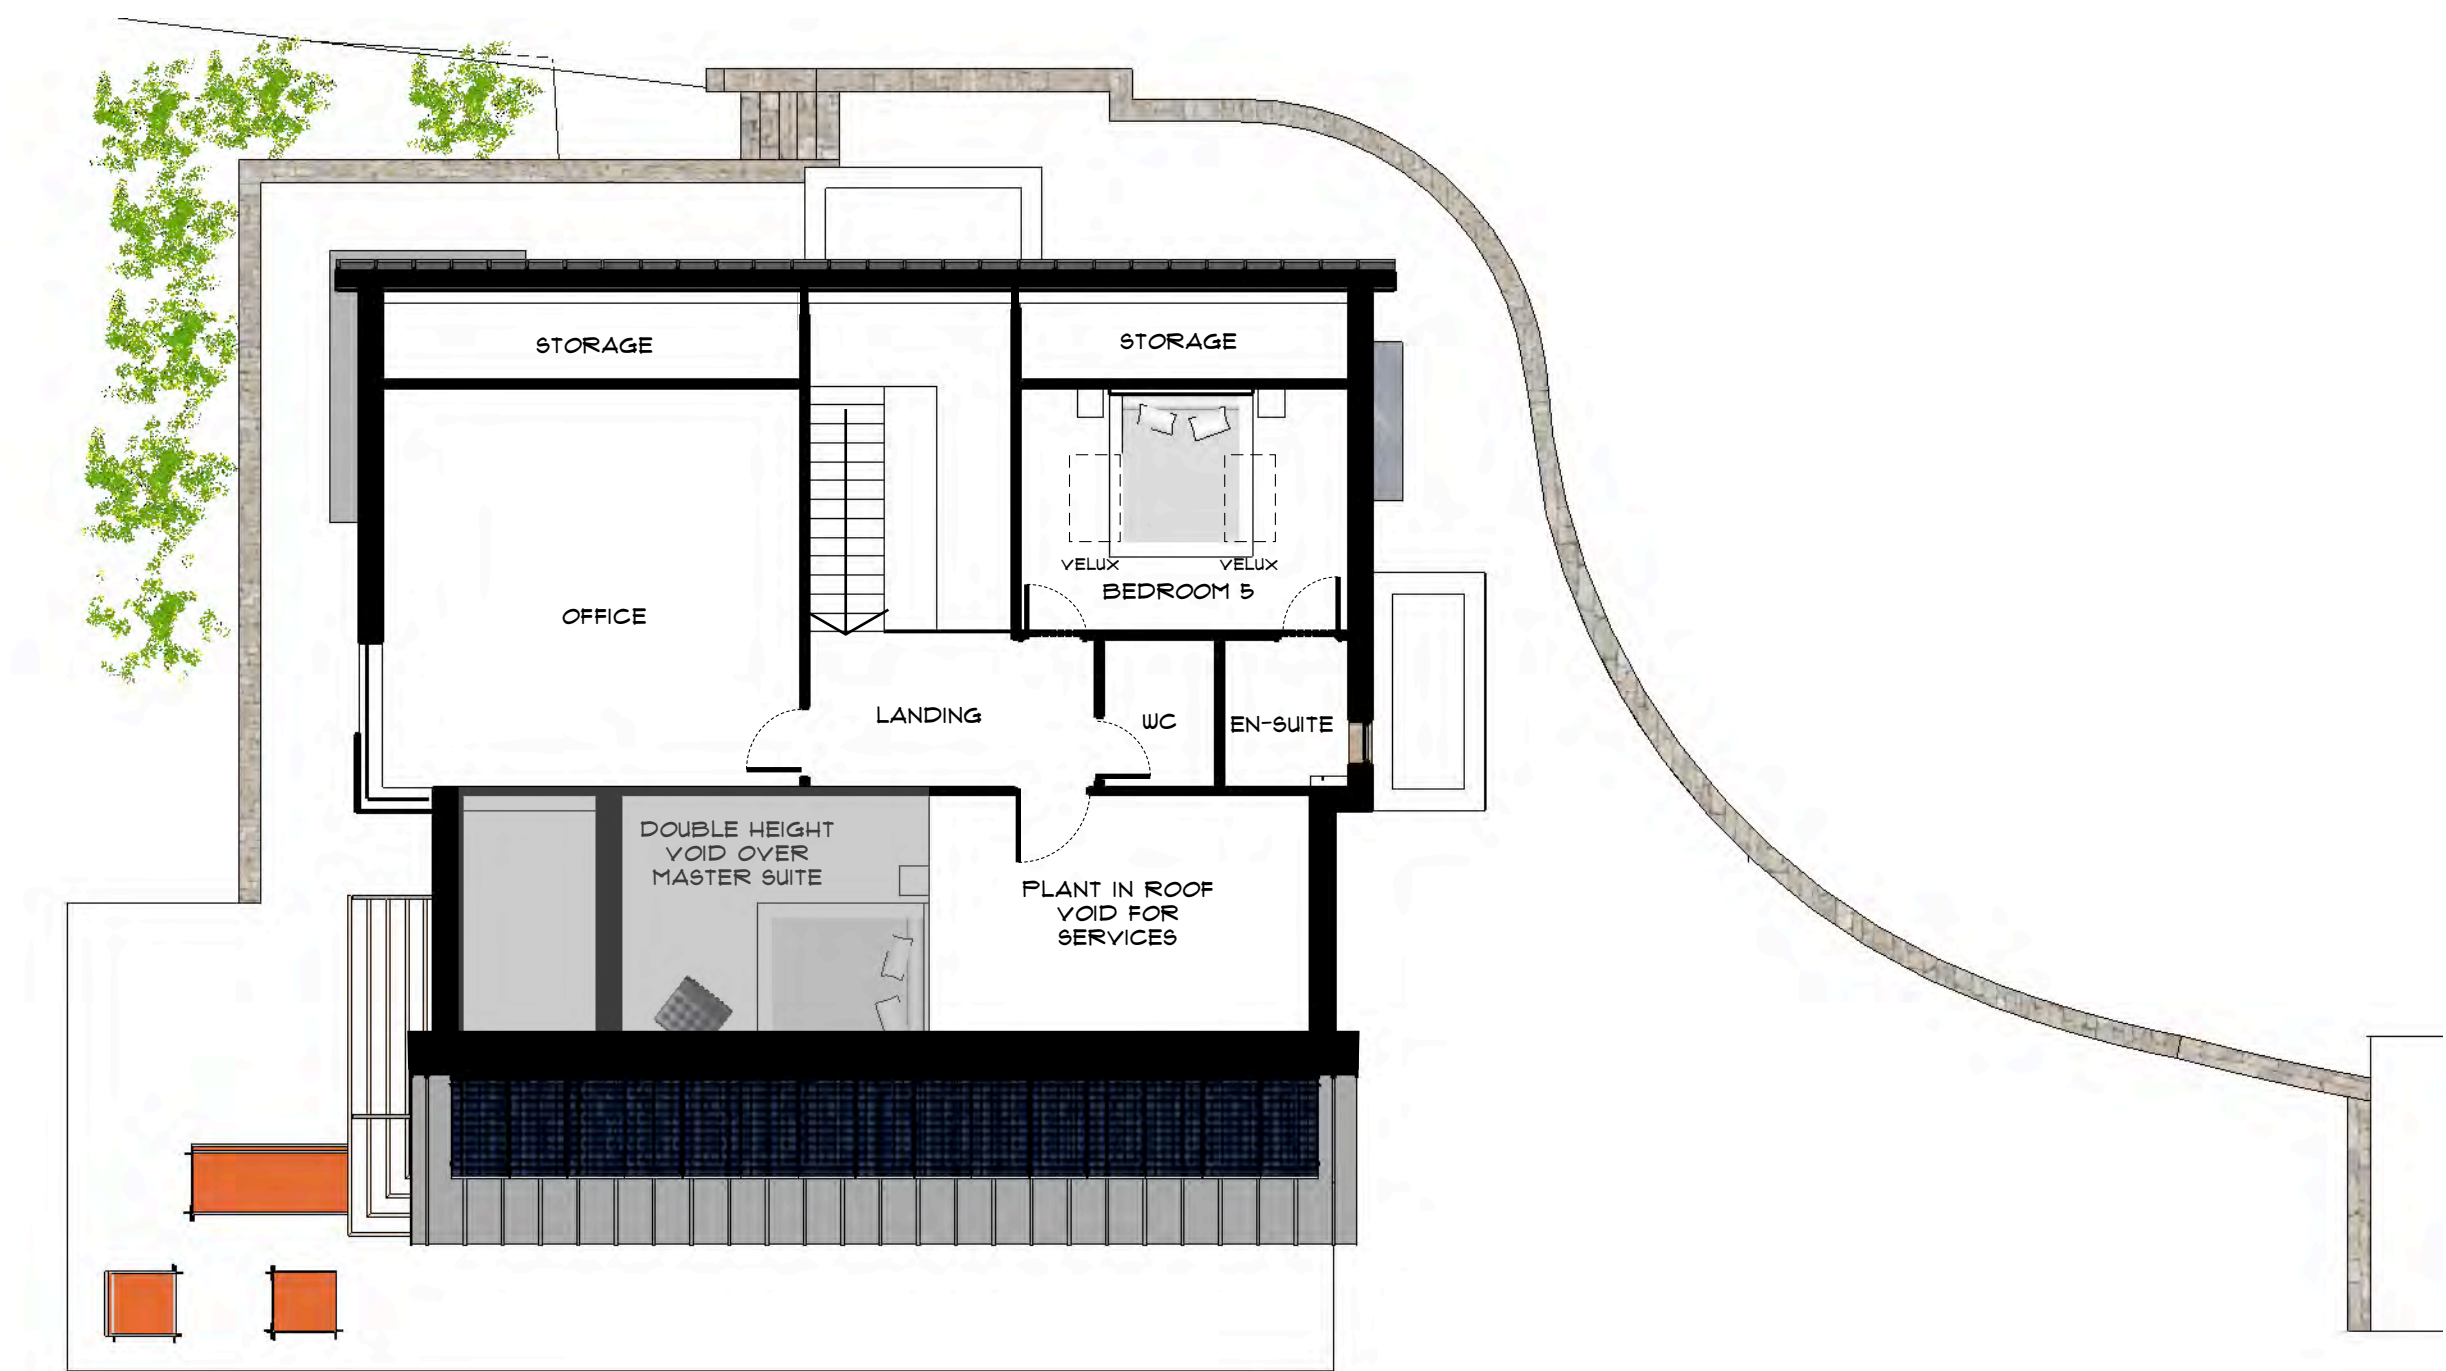 STORAGE
STORAGE
VELUX
VELUX
BEDROOM 5
OFFICE
LANDING
WC
EN-SUITE
DOUBLE HEIGHT
VOID OVER
MASTER SUITE
PLANT IN ROOF
VOID FOR
SERVICES